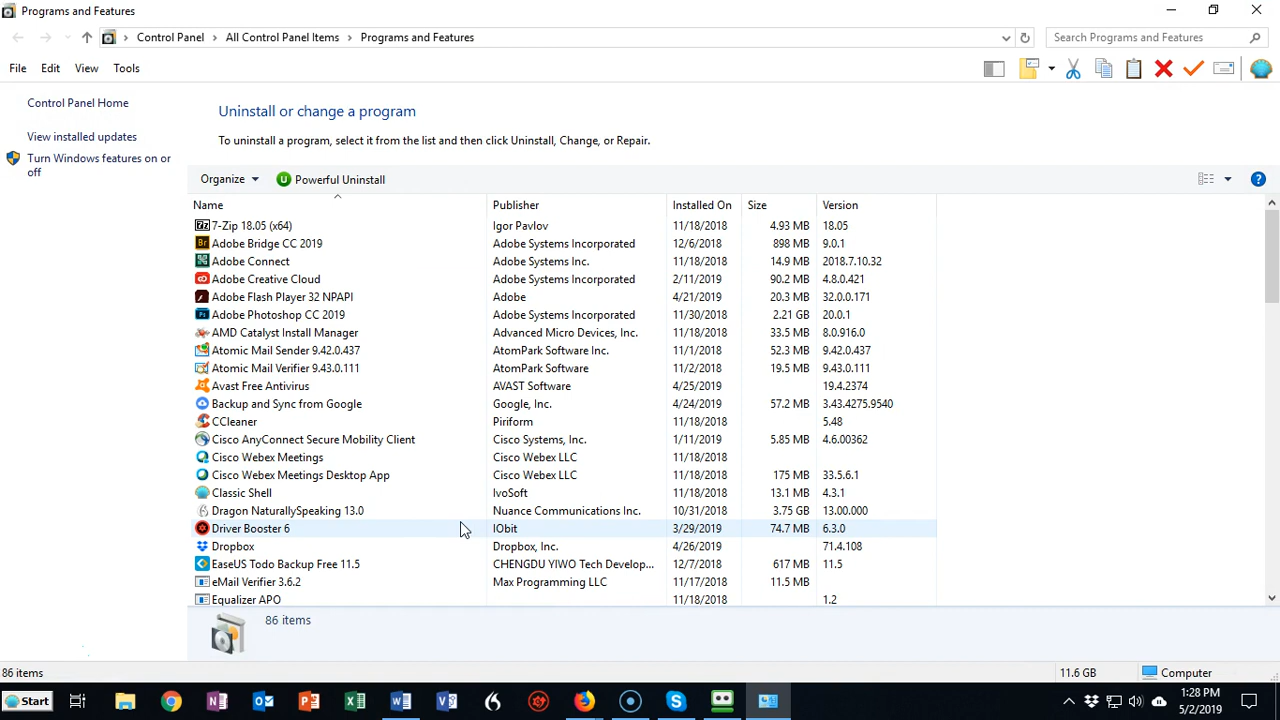 Programs and Features
Control Panel All Control Panel Items Programs and Features Search Programs and Features
File Edit View Tools
Control Panel Home
View installed updates
Turn Windows features on or
off
Uninstall or change a program
To uninstall a program, select it from the list and then click Uninstall, Change, or Repair.
Organize Powerful Uninstall
Name Publisher Installed On Size Version
7-Zip 18.05 (x64) Igor Pavlov 11/18/2018 4.93 MB 18.05
Adobe Bridge CC 2019 Adobe Systems Incorporated 12/6/2018 898 MB 9.0.1
Adobe Connect Adobe Systems Inc. 11/18/2018 14.9 MB 2018.7.10.32
Adobe Creative Cloud Adobe Systems Incorporated 2/11/2019 90.2 MB 4.8.0.421
Adobe Flash Player 32 NPAPI Adobe 4/21/2019 20.3 MB 32.0.0.171
Adobe Photoshop CC 2019 Adobe Systems Incorporated 11/30/2018 2.21 GB 20.0.1
AMD Catalyst Install Manager Advanced Micro Devices, Inc. 11/18/2018 33.5 MB 8.0.916.0
Atomic Mail Sender 9.42.0.437 AtomPark Software Inc. 11/1/2018 52.3 MB 9.42.0.437
Atomic Mail Verifier 9.43.0.111 AtomPark Software 11/2/2018 19.5 MB 9.43.0.111
Avast Free Antivirus AVAST Software 4/25/2019 19.4.2374
Backup and Sync from Google Google, Inc. 4/24/2019 57.2 MB 3.43.4275.9540
CCleaner Piriform 11/18/2018 5.48
Cisco AnyConnect Secure Mobility Client Cisco Systems, Inc. 1/11/2019 5.85 MB 4.6.00362
Cisco Webex Meetings Cisco Webex LLC 11/18/2018
Cisco Webex Meetings Desktop App Cisco Webex LLC 11/18/2018 175 MB 33.5.6.1
Classic Shell IvoSoft 11/18/2018 13.1 MB 4.3.1
Dragon NaturallySpeaking 13.0 Nuance Communications Inc. 10/31/2018 3.75 GB 13.00.000
Driver Booster 6 IObit 3/29/2019 74.7 MB 6.3.0
Dropbox Dropbox, Inc. 4/26/2019 71.4.108
EaseUS Todo Backup Free 11.5 CHENGDU YIWO Tech Develop... 12/7/2018 617 MB 11.5
eMail Verifier 3.6.2 Max Programming LLC 11/17/2018 11.5 MB
Equalizer APO 11/18/2018 1.2
86 items
86 items 11.6 GB Computer
Start 1:28 PM
5/2/2019